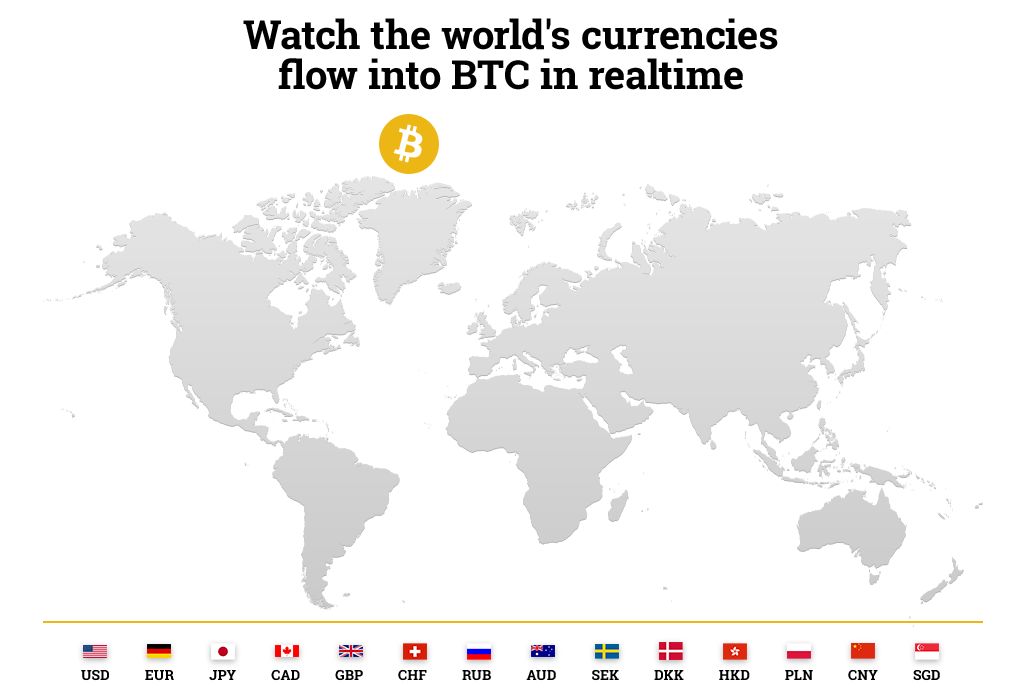 Watch the world's currencies
flow into BTC in realtime
USD EUR JPY CAD GBP CHF RUB AUD SEK DKK HKD PLN CNY SGD